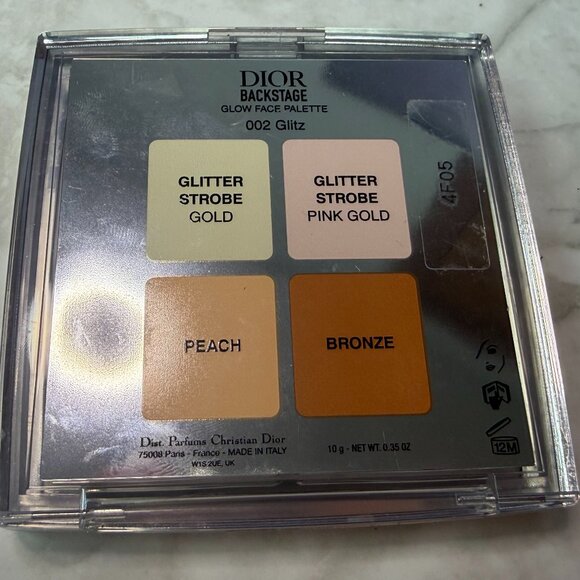 DIOR
BACKSTAGE
GLOW FACE PALETTE
002 Glitz
GLITTER
STROBE
GOLD
GLITTER
STROBE
PINK GOLD
4F05
PEACH
BRONZE
Dist. Parfums Christian Dior
75008 Paris - France - MADE IN ITALY
W1S 2UE, UK
10 g - NET WT. 0.35 OZ
12M